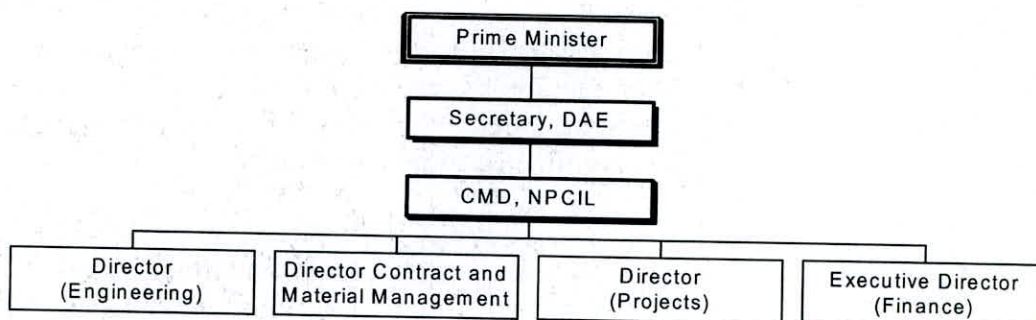 Prime Minister
Secretary, DAE
CMD, NPCIL
Director
(Engineering)
Director Contract and
Material Management
Director
(Projects)
Executive Director
(Finance)